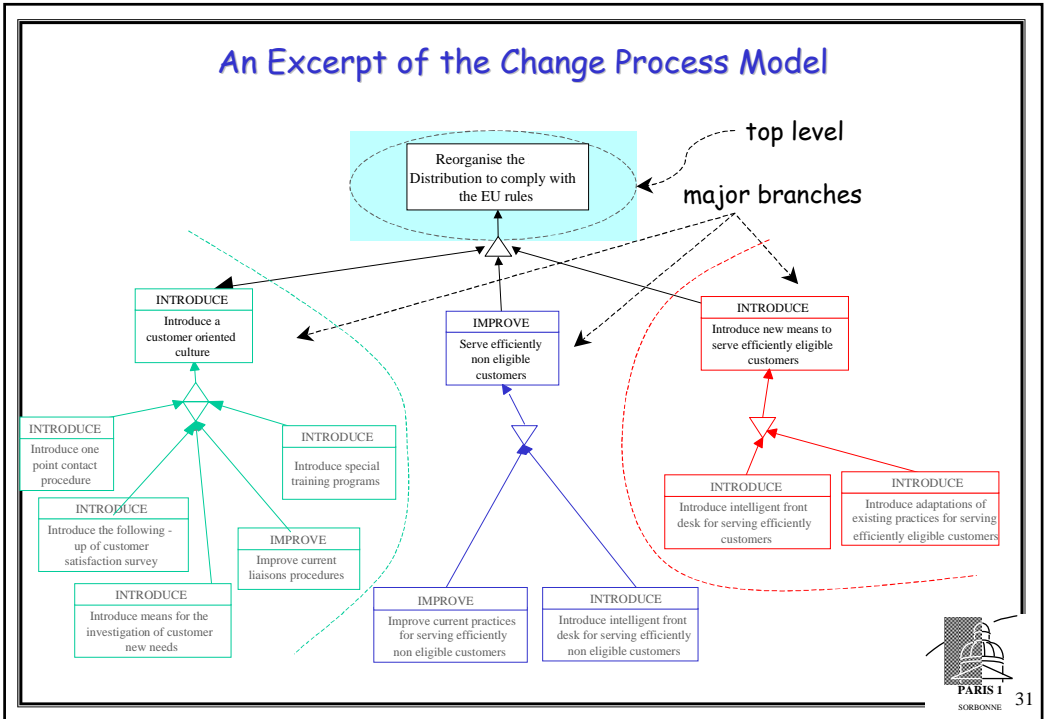 An Excerpt of the Change Process Model
top level
Reorganise the
Distribution to comply with
the EU rules
major branches
INTRODUCE
Introduce a
customer oriented
culture
IMPROVE
Serve efficiently
non eligible
customers
INTRODUCE
Introduce new means to
serve efficiently eligible
customers
INTRODUCE
Introduce one
point contact
procedure
INTRODUCE
Introduce special
training programs
INTRODUCE
Introduce the following -
up of customer
satisfaction survey
IMPROVE
Improve current
liaisons procedures
INTRODUCE
Introduce means for the
investigation of customer
new needs
IMPROVE
Improve current practices
for serving efficiently
non eligible customers
INTRODUCE
Introduce intelligent front
desk for serving efficiently
non eligible customers
INTRODUCE
Introduce intelligent front
desk for serving efficiently
customers
INTRODUCE
Introduce adaptations of
existing practices for serving
efficiently eligible customers
PARIS 1
SORBONNE
31